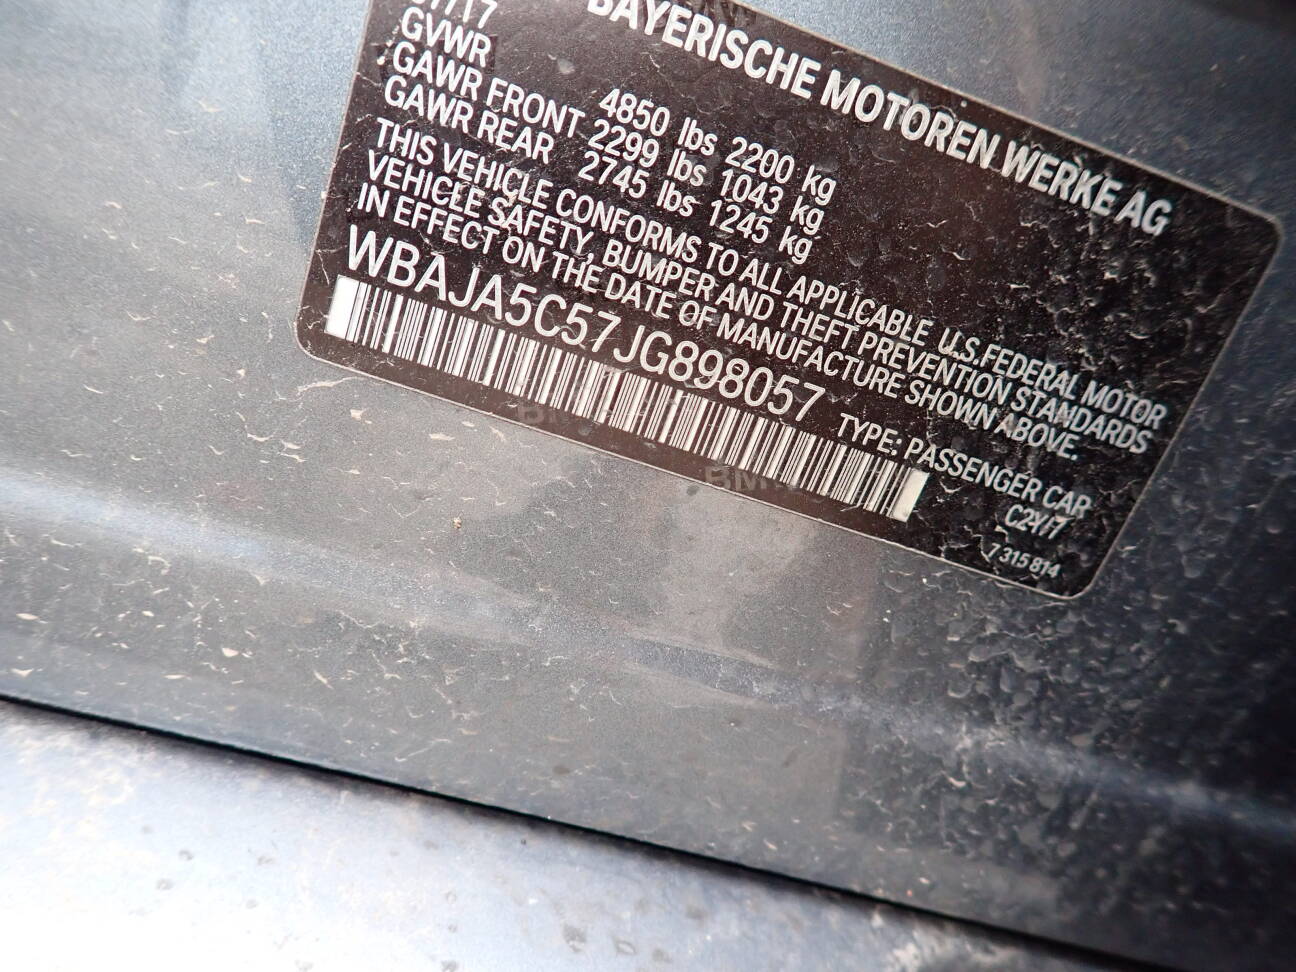 BAYERISCHE MOTOREN WERKE AG
GVWR 4850 lbs 2200 kg
GAWR FRONT 2299 lbs 1043 kg
GAWR REAR 2745 lbs 1245 kg
THIS VEHICLE CONFORMS TO ALL APPLICABLE U.S.FEDERAL MOTOR
VEHICLE SAFETY, BUMPER AND THEFT PREVENTION STANDARDS
IN EFFECT ON THE DATE OF MANUFACTURE SHOWN ABOVE.
WBAJA5C57JG898057 TYPE: PASSENGER CAR
C2Y/7
7 315 814